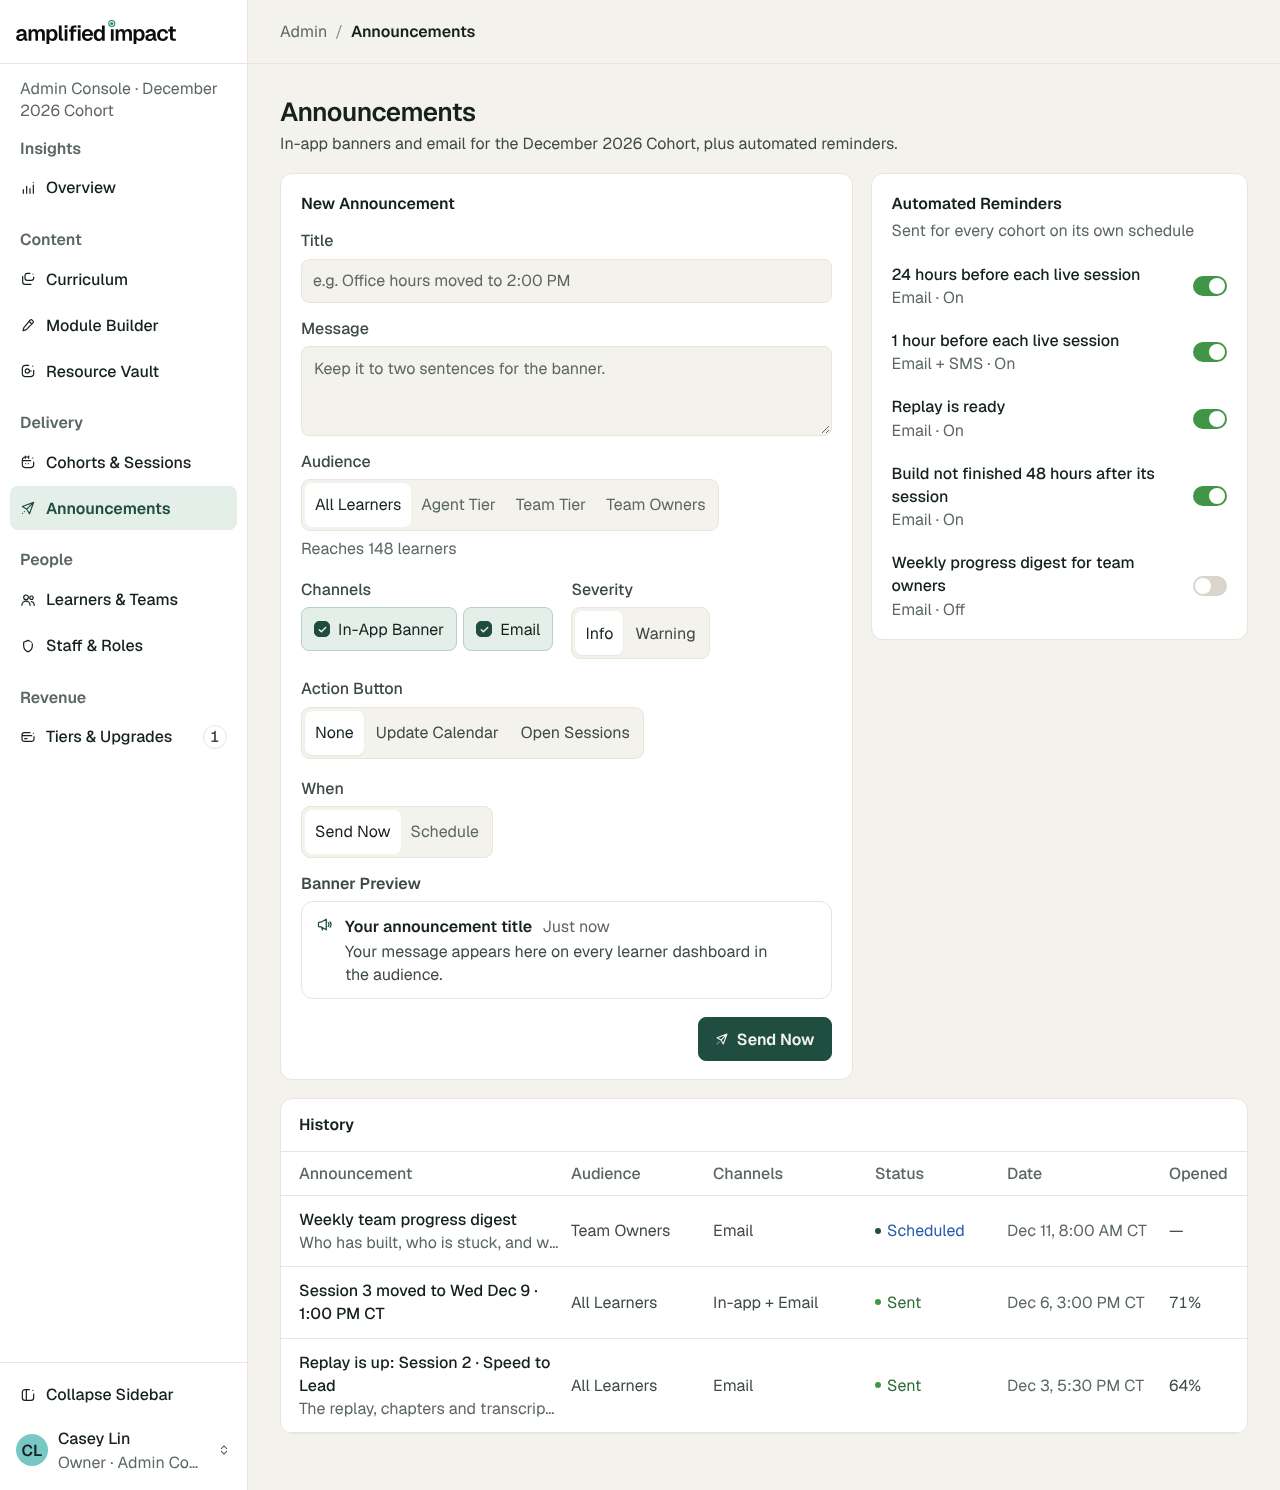 amplified impact
Admin Console · December
2026 Cohort
Insights
Overview
Content
Curriculum
Module Builder
Resource Vault
Delivery
Cohorts & Sessions
Announcements
People
Learners & Teams
Staff & Roles
Revenue
Tiers & Upgrades 1
Collapse Sidebar
CL
Casey Lin
Owner · Admin Co...
Admin / Announcements
Announcements
In-app banners and email for the December 2026 Cohort, plus automated reminders.
New Announcement
Title
e.g. Office hours moved to 2:00 PM
Message
Keep it to two sentences for the banner.
Audience
All Learners Agent Tier Team Tier Team Owners
Reaches 148 learners
Channels Severity
In-App Banner Email Info Warning
Action Button
None Update Calendar Open Sessions
When
Send Now Schedule
Banner Preview
Your announcement title Just now
Your message appears here on every learner dashboard in
the audience.
Send Now
Automated Reminders
Sent for every cohort on its own schedule
24 hours before each live session
Email · On
1 hour before each live session
Email + SMS · On
Replay is ready
Email · On
Build not finished 48 hours after its
session
Email · On
Weekly progress digest for team
owners
Email · Off
History
Announcement Audience Channels Status Date Opened
Weekly team progress digest
Who has built, who is stuck, and w...
Team Owners Email Scheduled Dec 11, 8:00 AM CT —
Session 3 moved to Wed Dec 9 ·
1:00 PM CT
All Learners In-app + Email Sent Dec 6, 3:00 PM CT 71%
Replay is up: Session 2 · Speed to
Lead
The replay, chapters and transcrip...
All Learners Email Sent Dec 3, 5:30 PM CT 64%